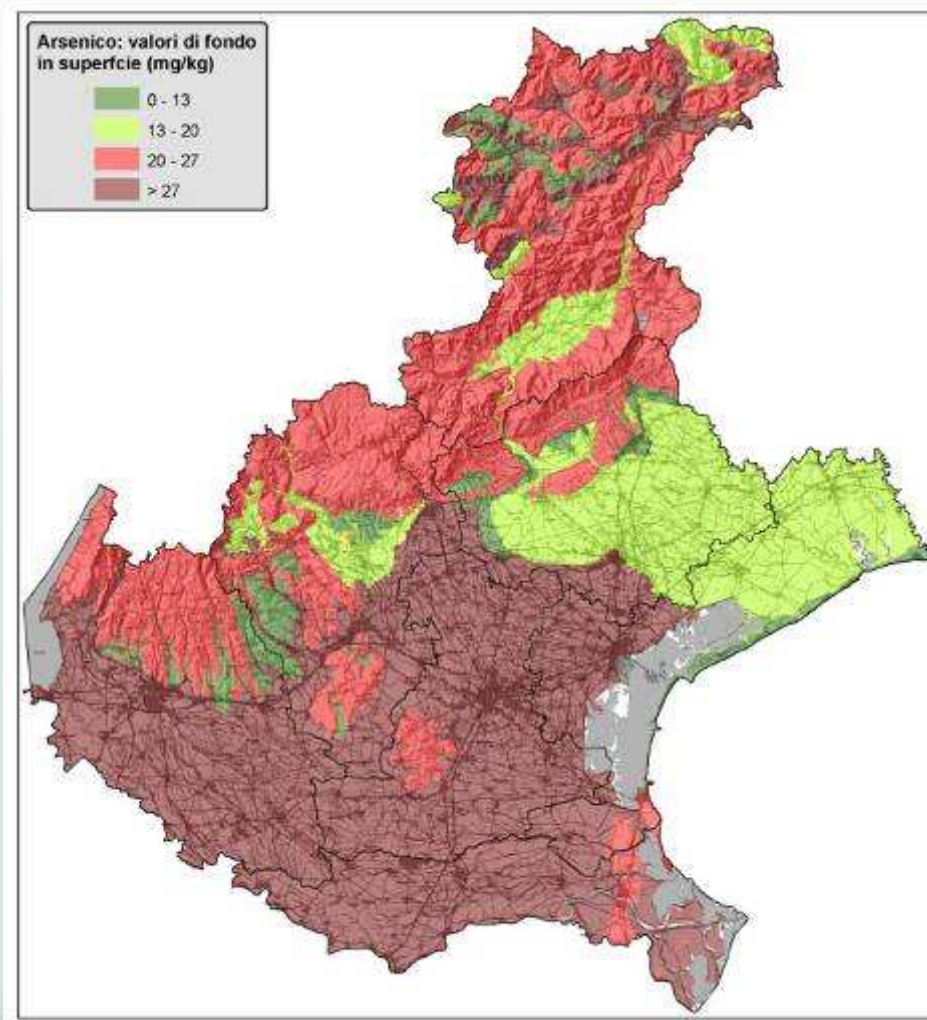 Arsenico: valori di fondo
in superfcie (mg/kg)
0 - 13
13 - 20
20 - 27
> 27